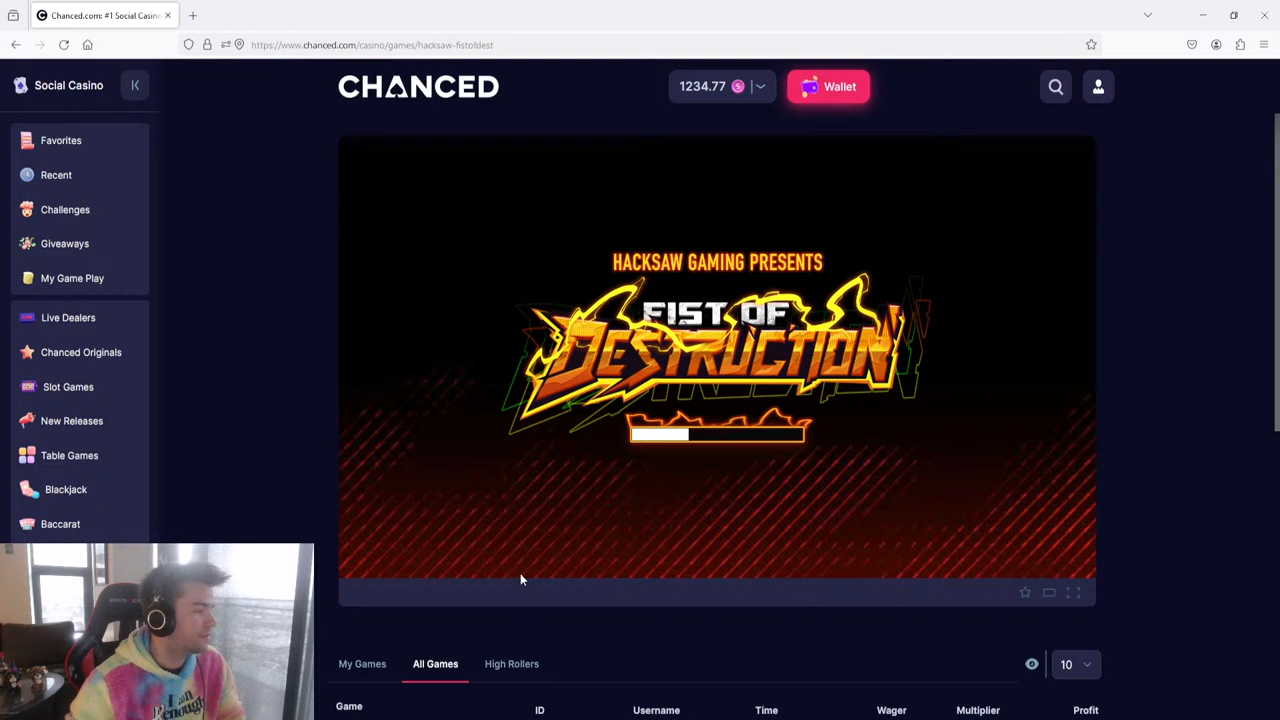 Chanced.com: #1 Social Casino
https://www.chanced.com/casino/games/hacksaw-fistofdest
Social Casino
CHANCED
1234.77
Wallet
Favorites
Recent
Challenges
Giveaways
My Game Play
Live Dealers
Chanced Originals
Slot Games
New Releases
Table Games
Blackjack
Baccarat
HACKSAW GAMING PRESENTS
FIST OF
DESTRUCTION
My Games
All Games
High Rollers
10
Game
ID
Username
Time
Wager
Multiplier
Profit
I am
enough